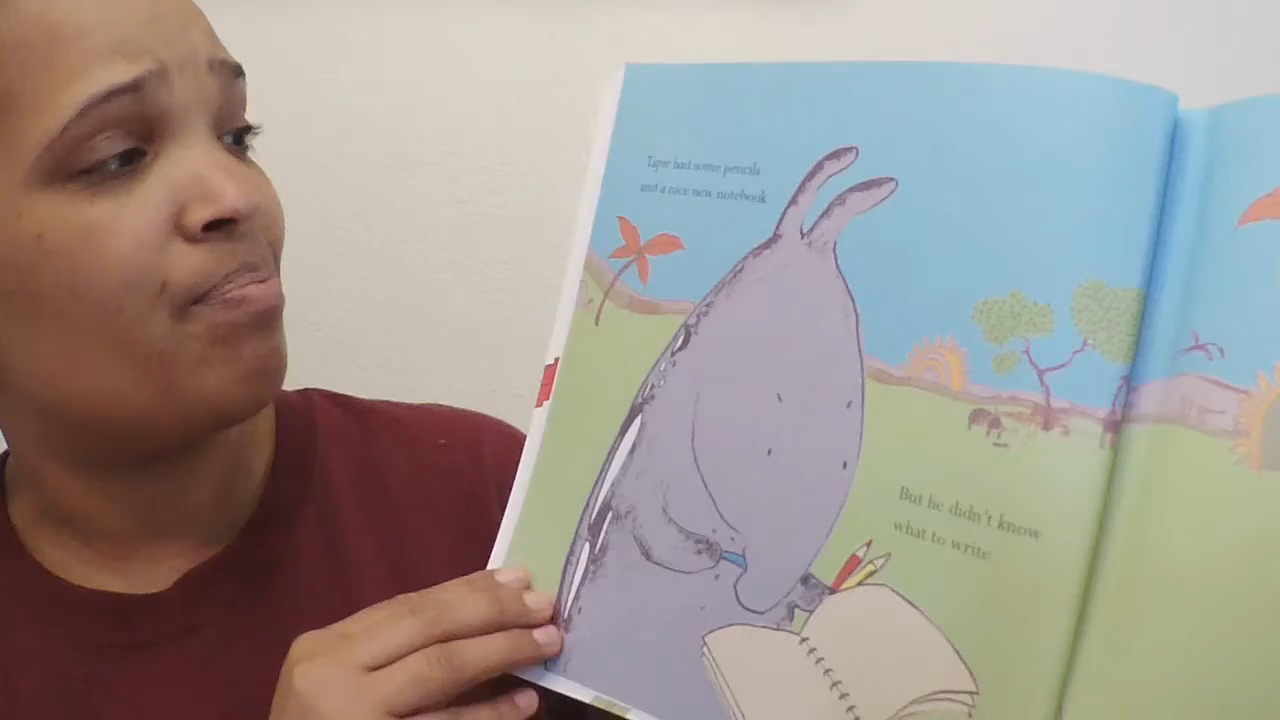 Tapir had some pencils
and a nice new notebook
But he didn't know
what to write